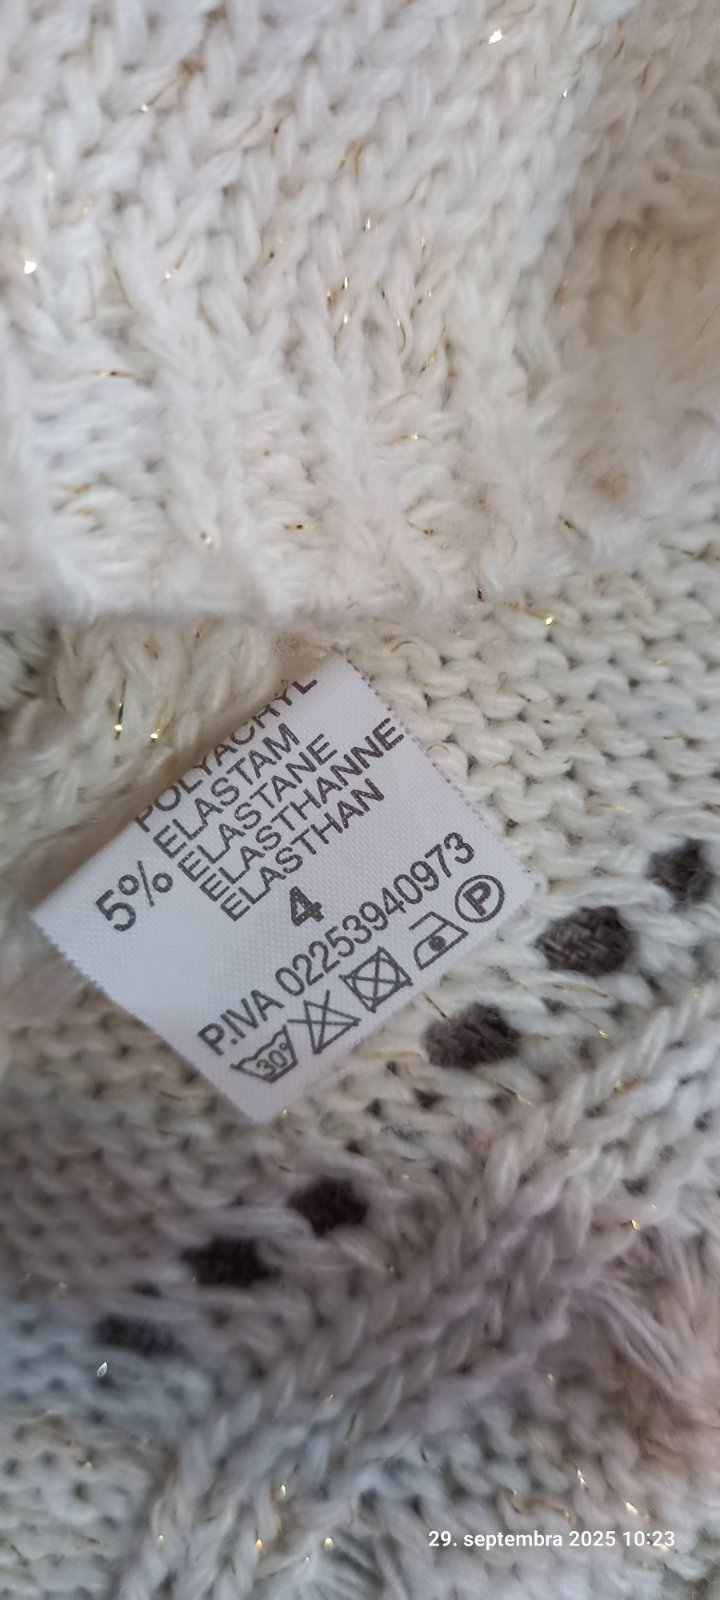 POLYACRYL
5% ELASTAM
ELASTANE
ELASTHANNE
ELASTHAN
4
P.IVA 02253940973
30°
P
29. septembra 2025 10:23